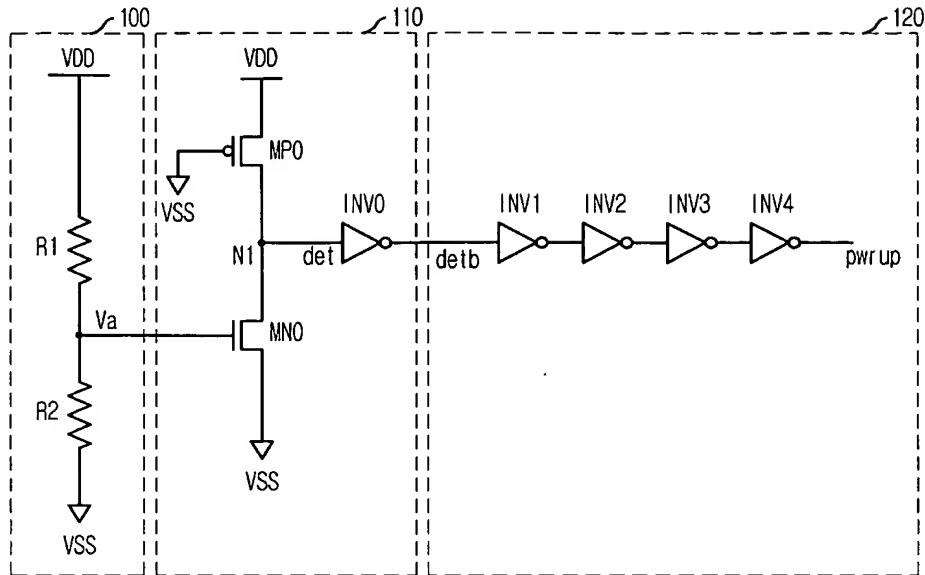 100
110
120
VDD
VDD
MP0
VSS
INV0
INV1
INV2
INV3
INV4
R1
N1
det
detb
pwrup
Va
MN0
R2
VSS
VSS